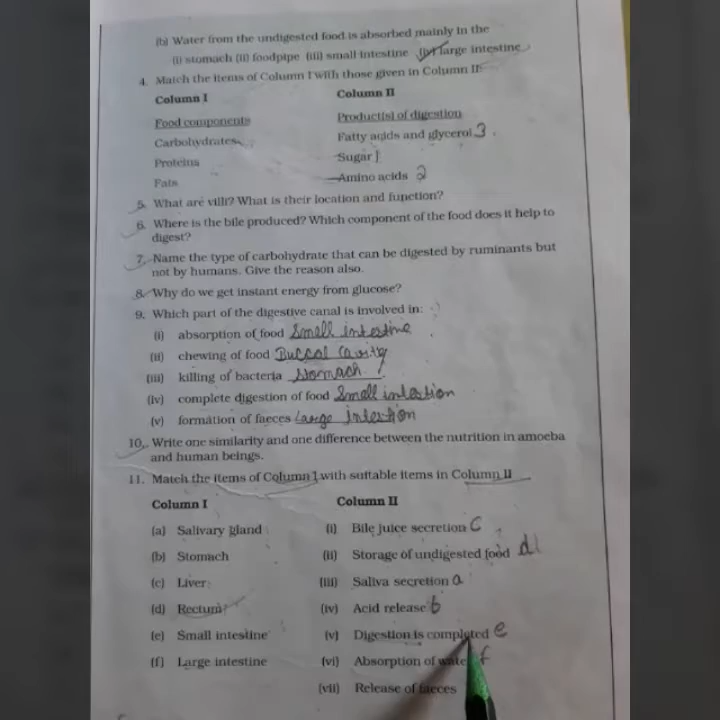 (b) Water from the undigested food is absorbed mainly in the
(i) stomach (ii) foodpipe (iii) small intestine (iv) large intestine
4. Match the items of Column I with those given in Column II:
Column I Column II
Food components Product(s) of digestion
Carbohydrates Fatty acids and glycerol 3
Proteins Sugar 1
Fats Amino acids 2
5. What are villi? What is their location and function?
6. Where is the bile produced? Which component of the food does it help to
digest?
7. Name the type of carbohydrate that can be digested by ruminants but
not by humans. Give the reason also.
8. Why do we get instant energy from glucose?
9. Which part of the digestive canal is involved in:
(i) absorption of food Small intestine
(ii) chewing of food Buccal cavity
(iii) killing of bacteria Stomach
(iv) complete digestion of food Small intestion
(v) formation of faeces Large intestion
10. Write one similarity and one difference between the nutrition in amoeba
and human beings.
11. Match the items of Column I with suitable items in Column II
Column I Column II
(a) Salivary gland (i) Bile juice secretion c
(b) Stomach (ii) Storage of undigested food d
(c) Liver (iii) Saliva secretion a
(d) Rectum (iv) Acid release b
(e) Small intestine (v) Digestion is completed e
(f) Large intestine (vi) Absorption of water f
(vii) Release of faeces